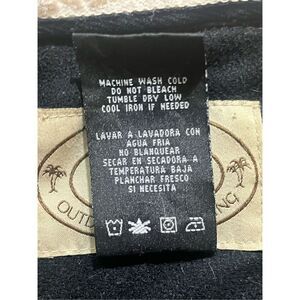 MACHINE WASH COLD
DO NOT BLEACH
TUMBLE DRY LOW
COOL IRON IF NEEDED
LAVAR A LAVADORA CON
AGUA FRIA
NO BLANQUEAR
SECAR EN SECADORA A
TEMPERATURA BAJA
PLANCHAR FRESCO
SI NECESITA